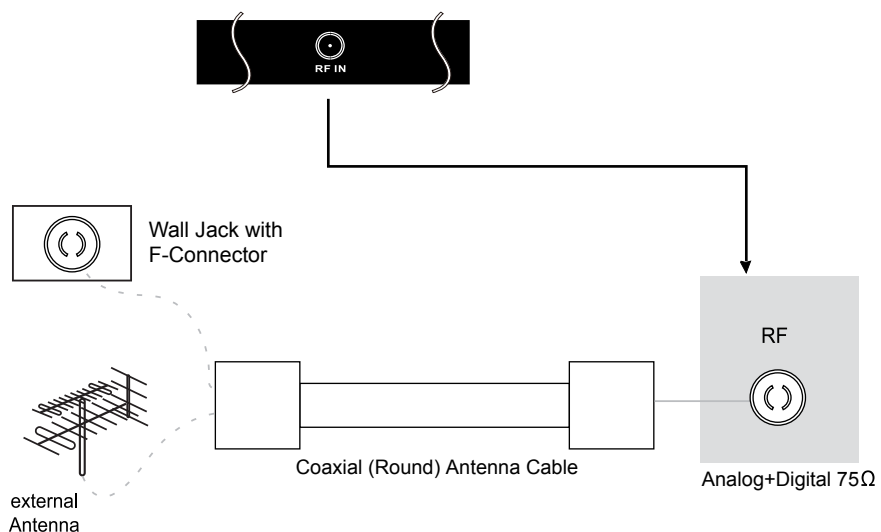 RF IN
Wall Jack with
F-Connector
RF
Coaxial (Round) Antenna Cable
Analog+Digital 75Ω
external
Antenna